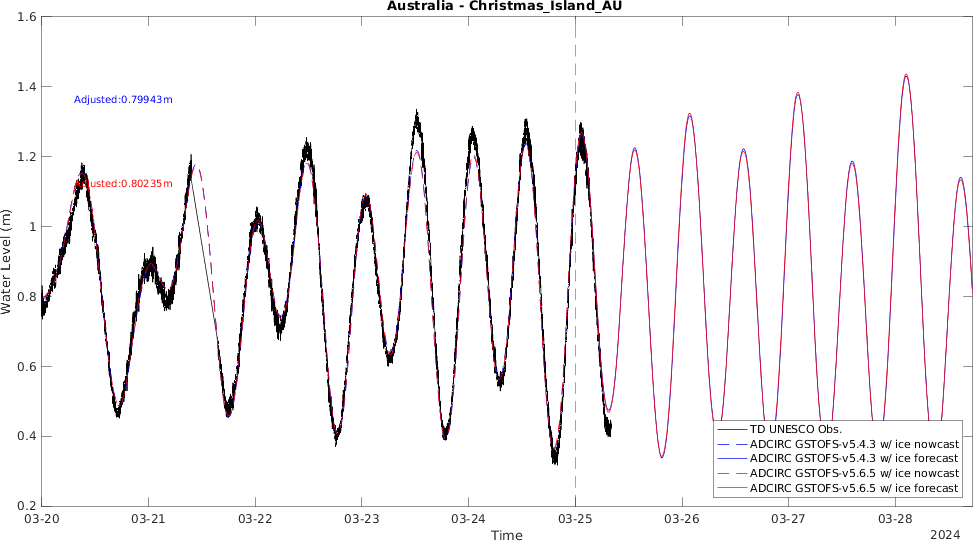 Australia - Christmas_Island_AU
1.6
1.4
1.2
1
0.8
0.6
0.4
0.2
Water Level (m)
Adjusted:0.79943m
Adjusted:0.80235m
TD UNESCO Obs.
ADCIRC GSTOFS-v5.4.3 w/ ice nowcast
ADCIRC GSTOFS-v5.4.3 w/ ice forecast
ADCIRC GSTOFS-v5.6.5 w/ ice nowcast
ADCIRC GSTOFS-v5.6.5 w/ ice forecast
03-20 03-21 03-22 03-23 03-24 03-25 03-26 03-27 03-28
Time
2024